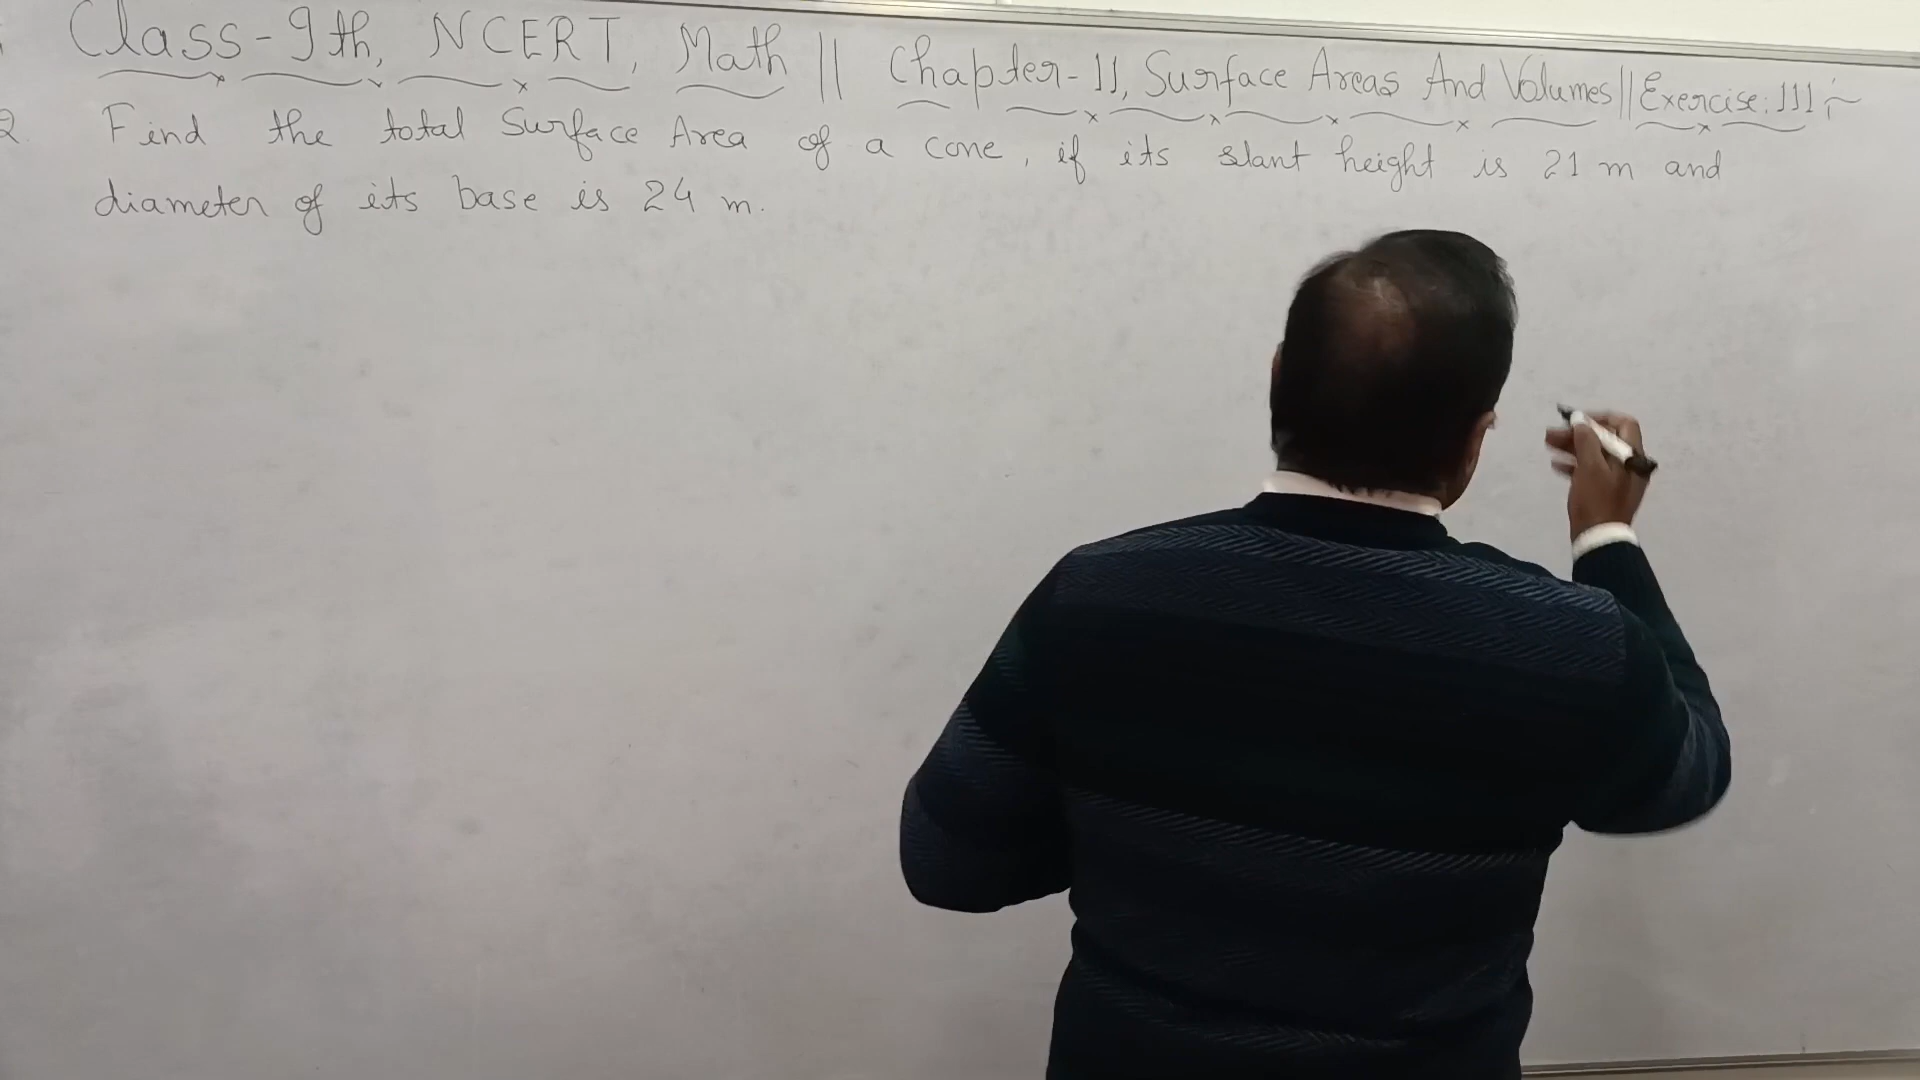 Class-9th, NCERT, Math || Chapter-11, Surface Areas And Volumes || Exercise: 11.1 :-
2. Find the total Surface Area of a cone, if its slant height is 21 m and
diameter of its base is 24 m.